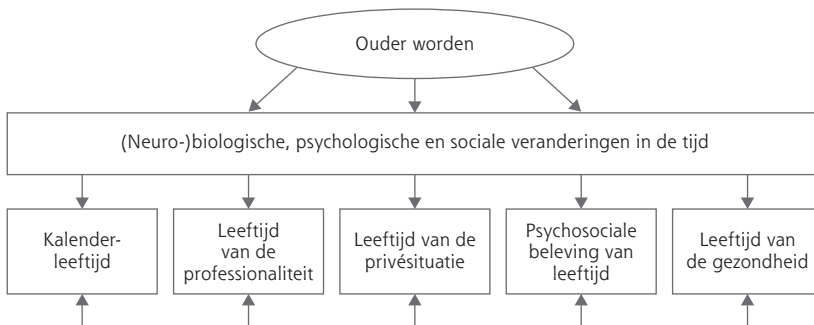 Ouder worden
(Neuro-)biologische, psychologische en sociale veranderingen in de tijd
Kalender-
leeftijd
Leeftijd
van de
professionaliteit
Leeftijd van de
privésituatie
Psychosociale
beleving van
leeftijd
Leeftijd van
de gezondheid